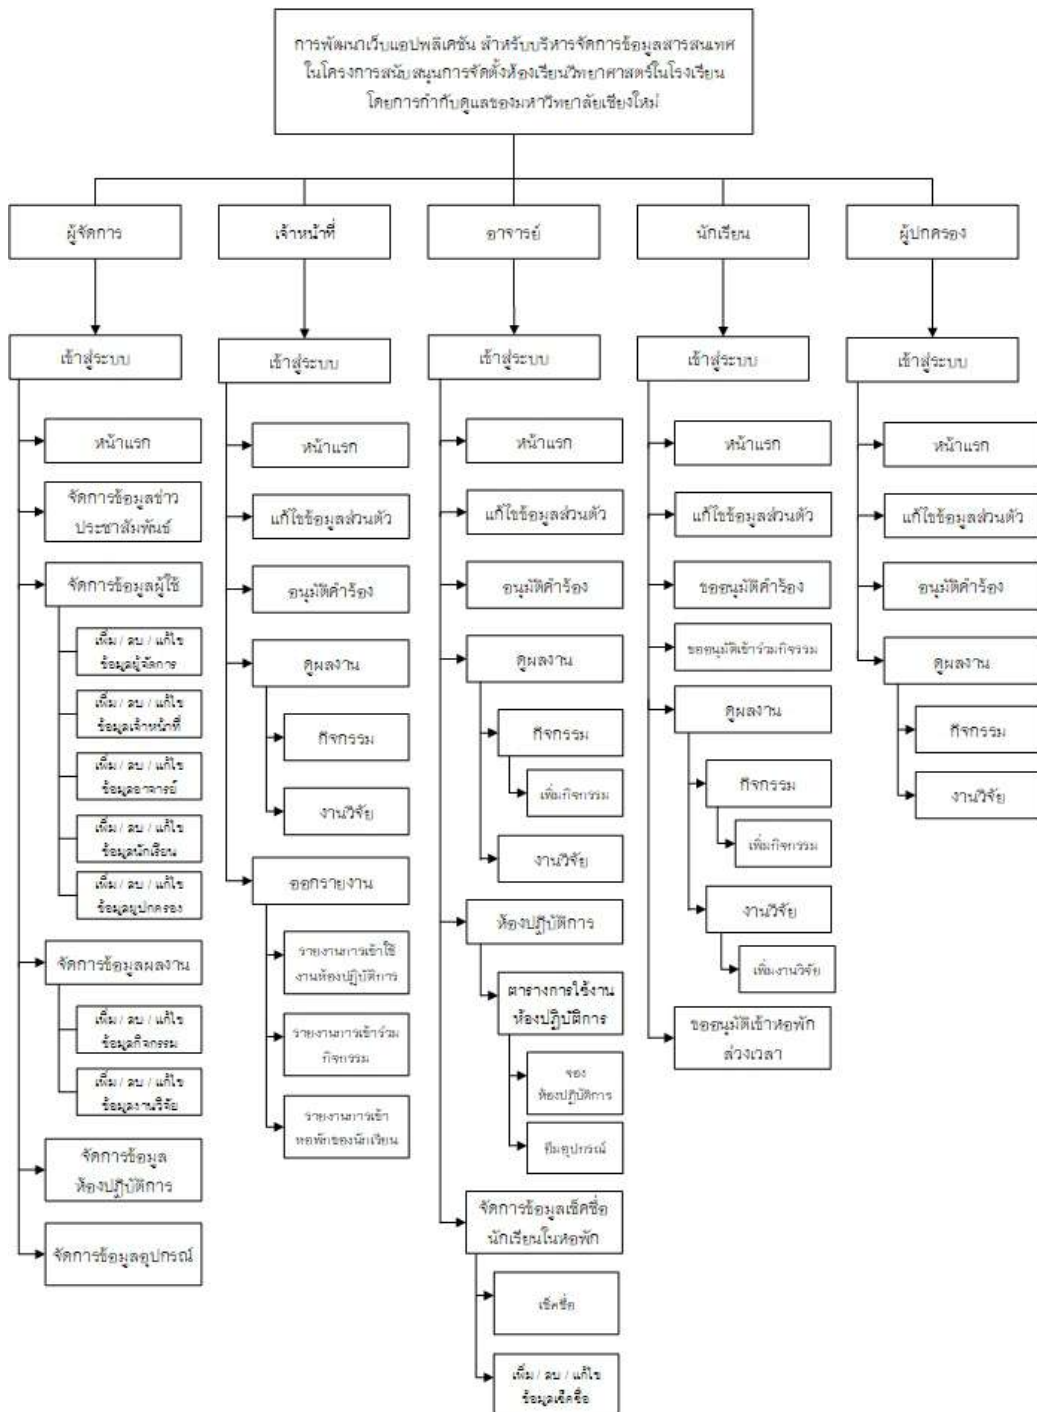 การพัฒนาเว็บแอปพลิเคชัน สำหรับบริหารจัดการข้อมูลสารสนเทศ
ในโครงการสนับสนุนการจัดตั้งห้องเรียนวิทยาศาสตร์ในโรงเรียน
โดยการกำกับดูแลของมหาวิทยาลัยเชียงใหม่
ผู้จัดการ
เจ้าหน้าที่
อาจารย์
นักเรียน
ผู้ปกครอง
เข้าสู่ระบบ
หน้าแรก
จัดการข้อมูลข่าว
ประชาสัมพันธ์
จัดการข้อมูลผู้ใช้
เพิ่ม / ลบ / แก้ไข
ข้อมูลผู้จัดการ
เพิ่ม / ลบ / แก้ไข
ข้อมูลเจ้าหน้าที่
เพิ่ม / ลบ / แก้ไข
ข้อมูลอาจารย์
เพิ่ม / ลบ / แก้ไข
ข้อมูลนักเรียน
เพิ่ม / ลบ / แก้ไข
ข้อมูลผู้ปกครอง
จัดการข้อมูลผลงาน
เพิ่ม / ลบ / แก้ไข
ข้อมูลกิจกรรม
เพิ่ม / ลบ / แก้ไข
ข้อมูลงานวิจัย
จัดการข้อมูล
ห้องปฏิบัติการ
จัดการข้อมูลอุปกรณ์
เข้าสู่ระบบ
หน้าแรก
แก้ไขข้อมูลส่วนตัว
อนุมัติคำร้อง
ดูผลงาน
กิจกรรม
งานวิจัย
ออกรายงาน
รายงานการเข้าใช้
งานห้องปฏิบัติการ
รายงานการเข้าร่วม
กิจกรรม
รายงานการเข้า
หอพักของนักเรียน
เข้าสู่ระบบ
หน้าแรก
แก้ไขข้อมูลส่วนตัว
อนุมัติคำร้อง
ดูผลงาน
กิจกรรม
เพิ่มกิจกรรม
งานวิจัย
ห้องปฏิบัติการ
ตารางการใช้งาน
ห้องปฏิบัติการ
จอง
ห้องปฏิบัติการ
ยืมอุปกรณ์
จัดการข้อมูลเช็คชื่อ
นักเรียนในหอพัก
เช็คชื่อ
เพิ่ม / ลบ / แก้ไข
ข้อมูลเช็คชื่อ
เข้าสู่ระบบ
หน้าแรก
แก้ไขข้อมูลส่วนตัว
ขออนุมัติคำร้อง
ขออนุมัติเข้าร่วมกิจกรรม
ดูผลงาน
กิจกรรม
เพิ่มกิจกรรม
งานวิจัย
เพิ่มงานวิจัย
ขออนุมัติเข้าหอพัก
ล่วงเวลา
เข้าสู่ระบบ
หน้าแรก
แก้ไขข้อมูลส่วนตัว
อนุมัติคำร้อง
ดูผลงาน
กิจกรรม
งานวิจัย